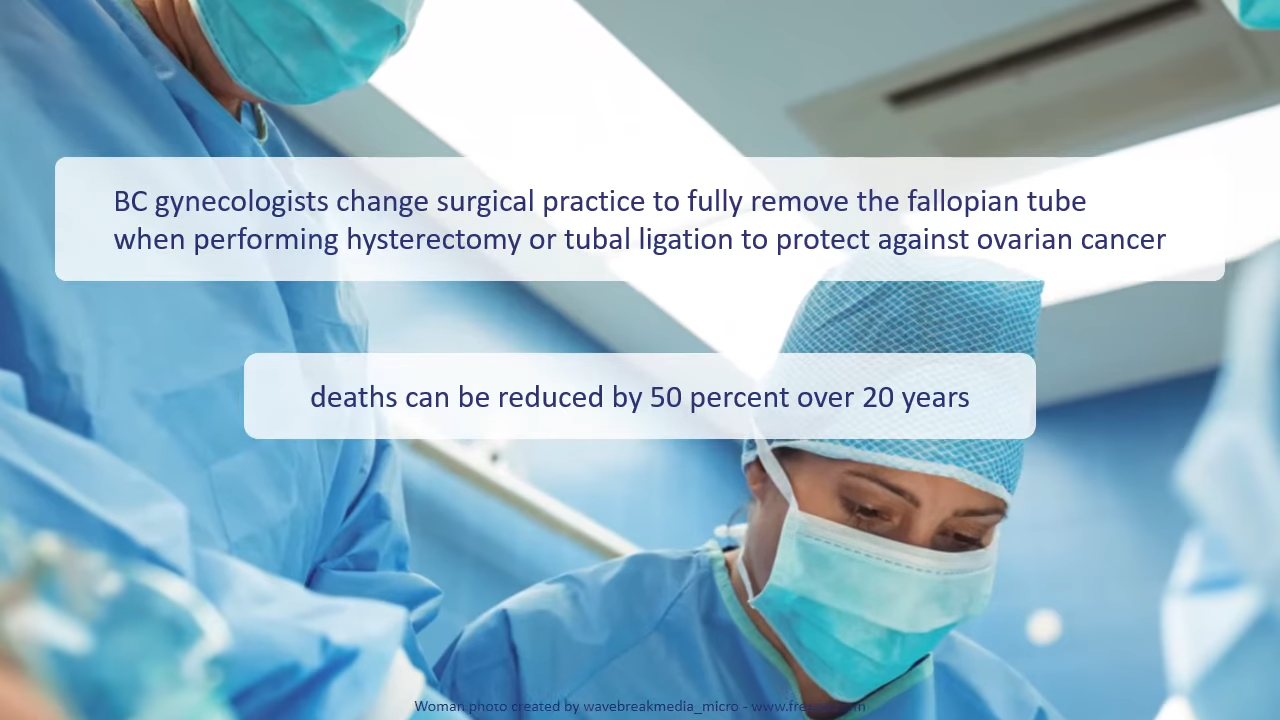 BC gynecologists change surgical practice to fully remove the fallopian tube
when performing hysterectomy or tubal ligation to protect against ovarian cancer
deaths can be reduced by 50 percent over 20 years
Woman photo created by wavebreakmedia_micro - www.freepik.com